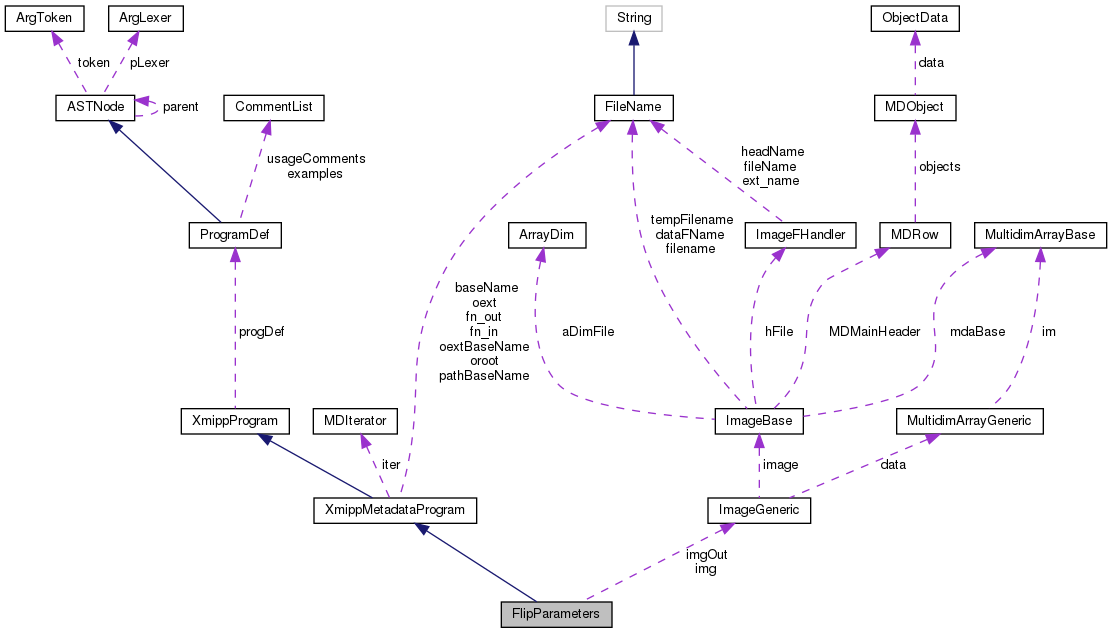 ArgToken
ArgLexer
String
ObjectData
token
pLexer
data
ASTNode
parent
CommentList
FileName
MDObject
usageComments
examples
headName
fileName
ext_name
objects
ProgramDef
ArrayDim
tempFilename
dataFName
filename
ImageFHandler
MDRow
MultidimArrayBase
progDef
baseName
oext
fn_out
fn_in
oextBaseName
oroot
pathBaseName
aDimFile
hFile
MDMainHeader
mdaBase
im
XmippProgram
MDIterator
ImageBase
MultidimArrayGeneric
iter
image
data
XmippMetadataProgram
ImageGeneric
imgOut
img
FlipParameters